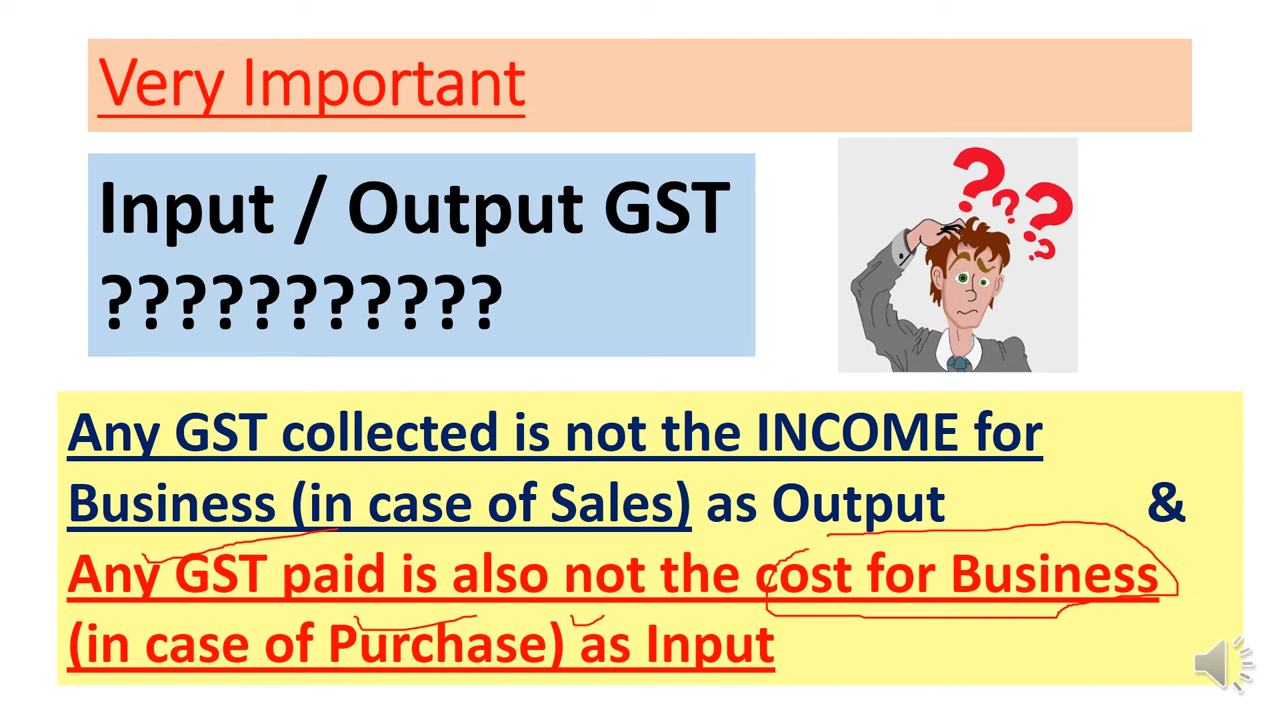 Very Important
Input / Output GST
???????????
? ? ? ?
Any GST collected is not the INCOME for
Business (in case of Sales) as Output &
Any GST paid is also not the cost for Business
(in case of Purchase) as Input